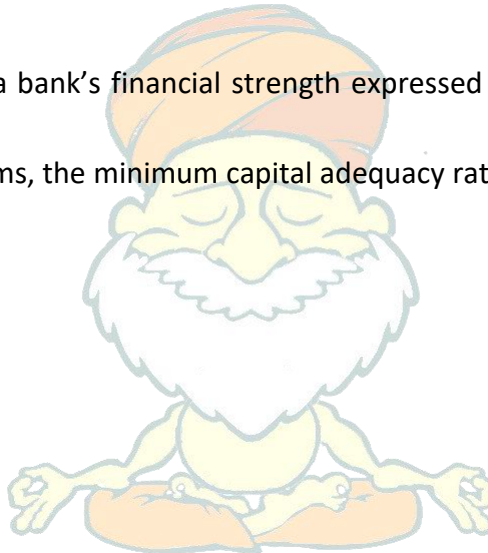 a bank’s financial strength expressed
ms, the minimum capital adequacy rat